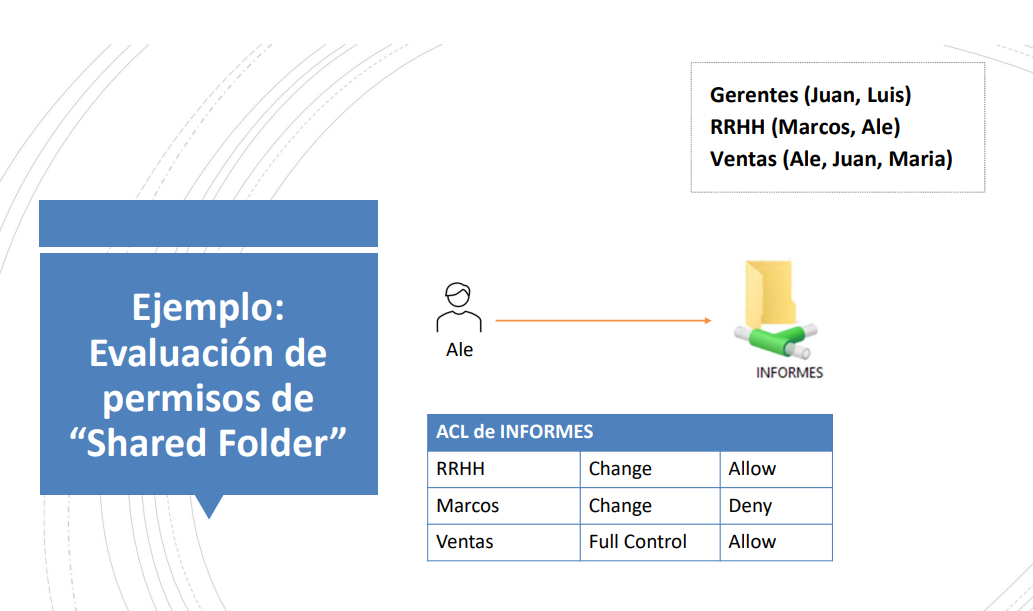 Gerentes (Juan, Luis)
RRHH (Marcos, Ale)
Ventas (Ale, Juan, Maria)
Ejemplo:
Evaluación de
permisos de
“Shared Folder”
Ale
INFORMES
ACL de INFORMES
RRHH Change Allow
Marcos Change Deny
Ventas Full Control Allow